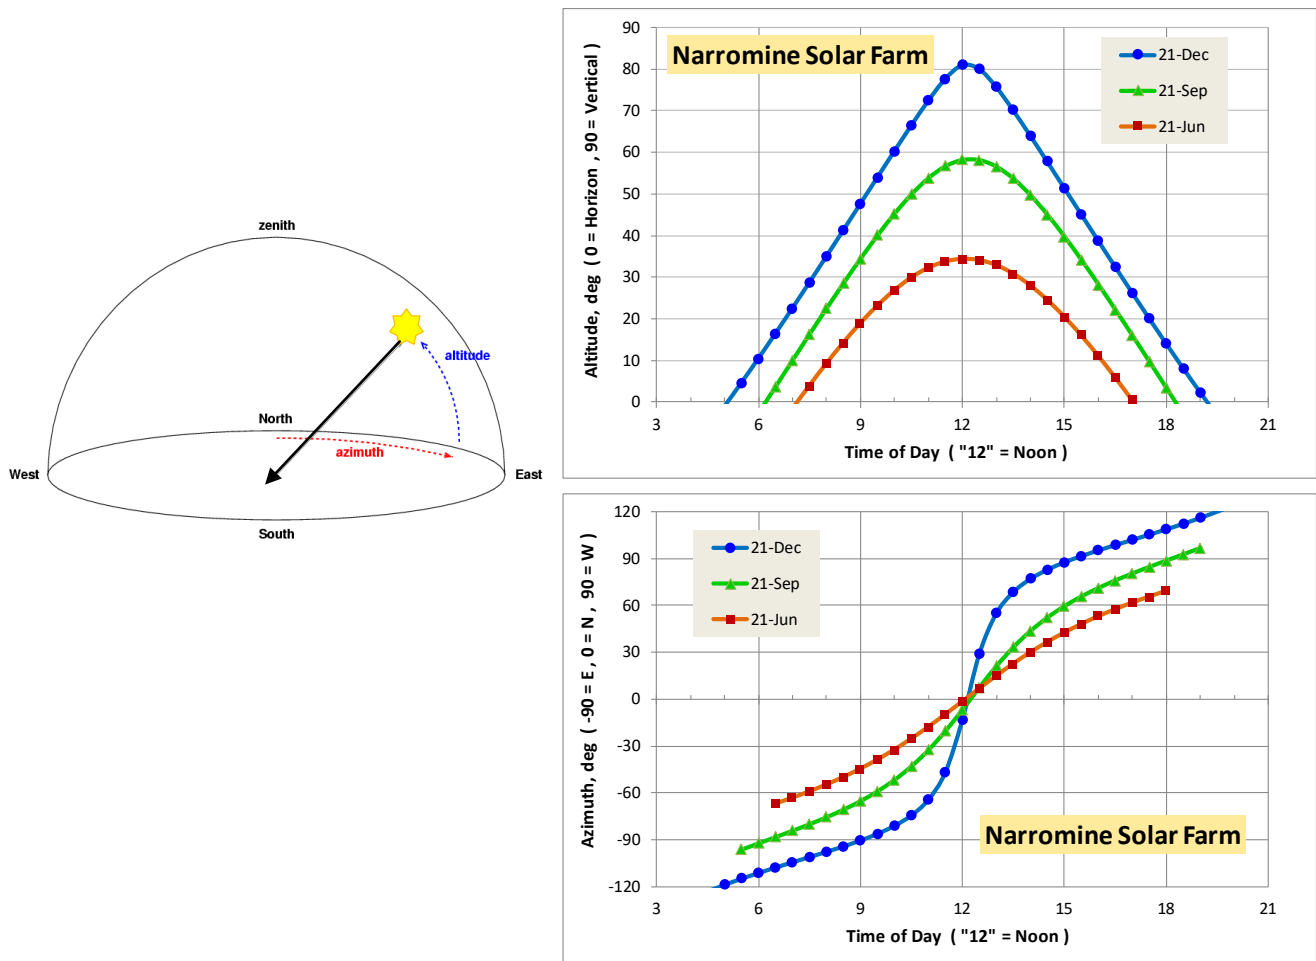 zenith
altitude
North
azimuth
West
East
South
Narromine Solar Farm
21-Dec
21-Sep
21-Jun
Altitude, deg ( 0 = Horizon , 90 = Vertical )
90
80
70
60
50
40
30
20
10
0
3 6 9 12 15 18 21
Time of Day ( "12" = Noon )
21-Dec
21-Sep
21-Jun
Narromine Solar Farm
Azimuth, deg ( -90 = E , 0 = N , 90 = W )
120
90
60
30
0
-30
-60
-90
-120
3 6 9 12 15 18 21
Time of Day ( "12" = Noon )